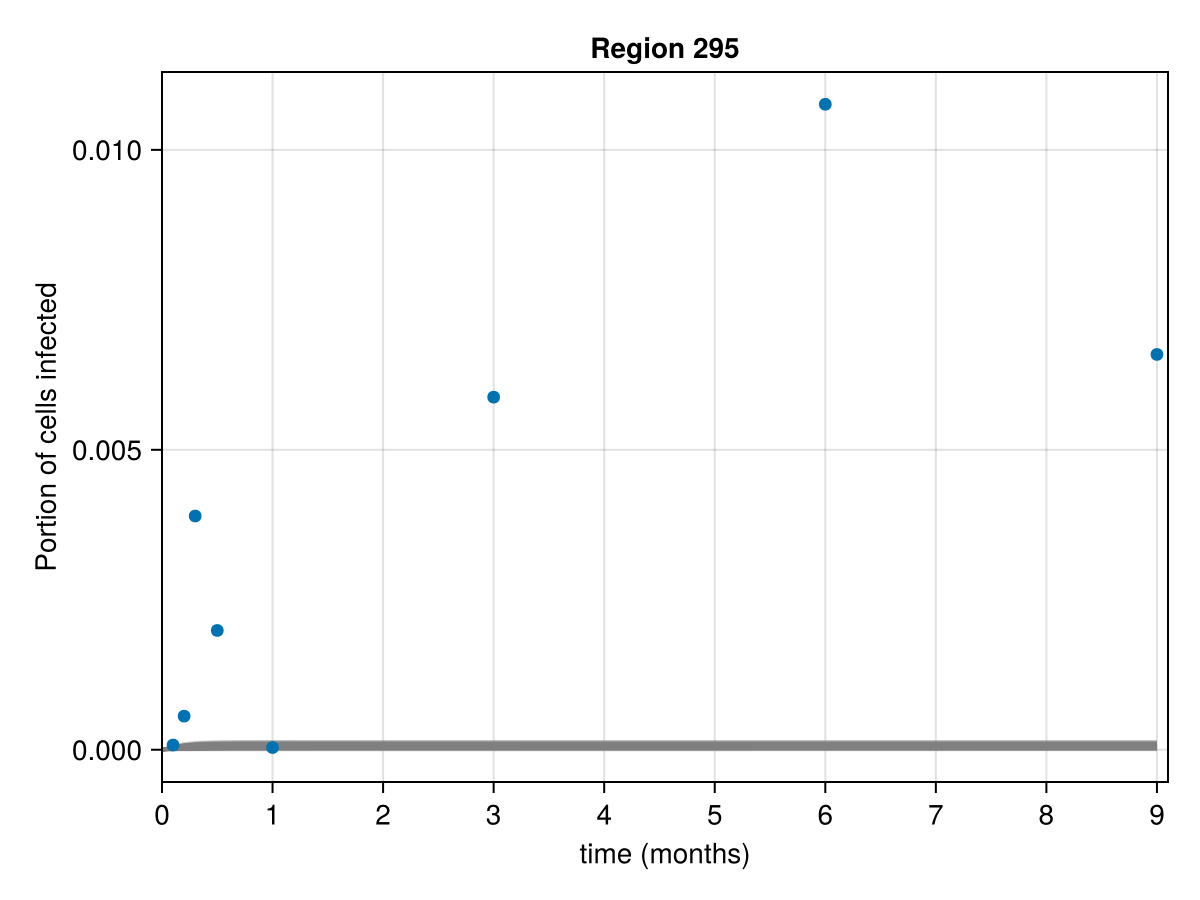 Region 295
Portion of cells infected
0.010
0.005
0.000
0 1 2 3 4 5 6 7 8 9
time (months)